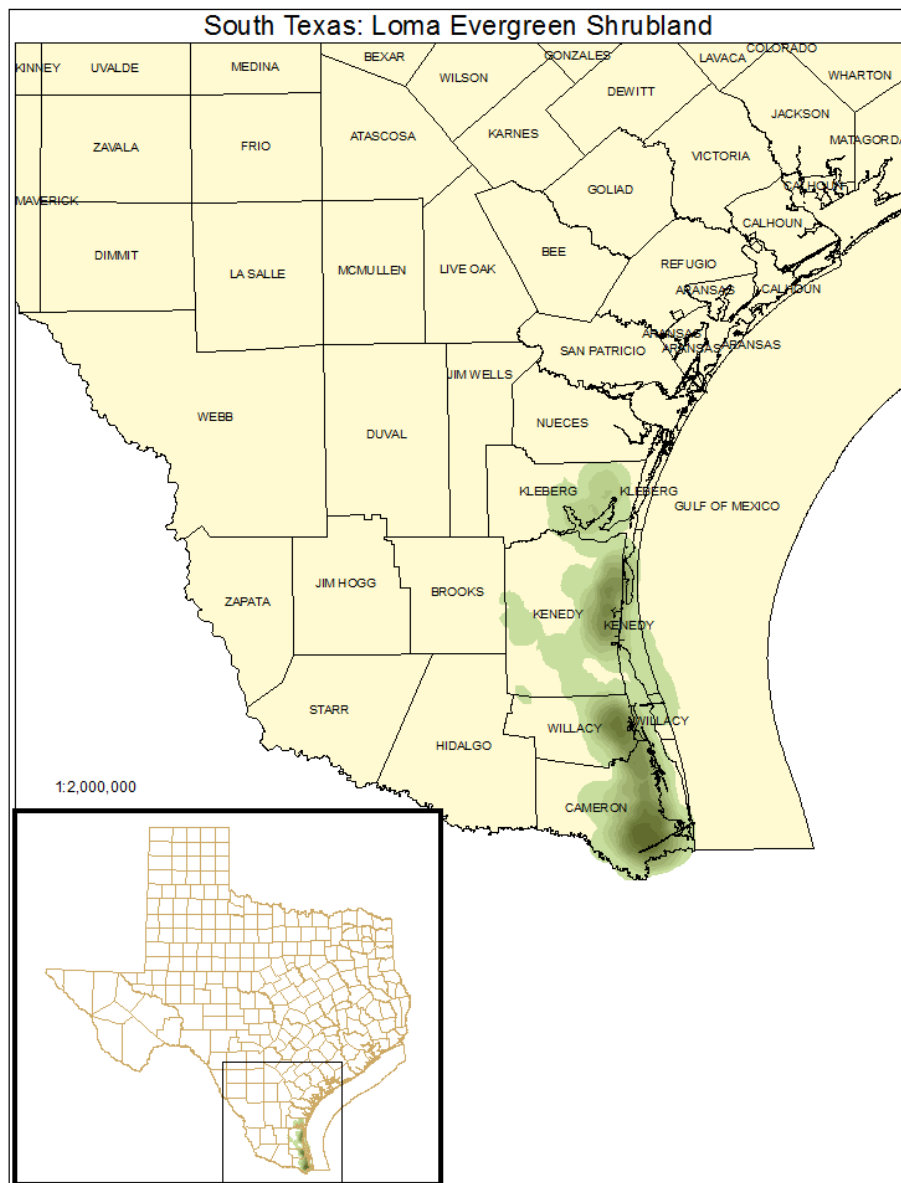 South Texas: Loma Evergreen Shrubland
KINNEY
UVALDE
MEDINA
BEXAR
WILSON
GONZALES
LAVACA
COLORADO
WHARTON
DEWITT
JACKSON
ZAVALA
FRIO
ATASCOSA
KARNES
VICTORIA
MATAGORDA
GOLIAD
CALHOUN
MAVERICK
CALHOUN
DIMMIT
LA SALLE
MCMULLEN
LIVE OAK
BEE
REFUGIO
ARANSAS
CALHOUN
ARANSAS
SAN PATRICIO
ARANSAS
ARANSAS
JIM WELLS
WEBB
DUVAL
NUECES
KLEBERG
KLEBERG
GULF OF MEXICO
ZAPATA
JIM HOGG
BROOKS
KENEDY
KENEDY
STARR
HIDALGO
WILLACY
WILLACY
1:2,000,000
CAMERON